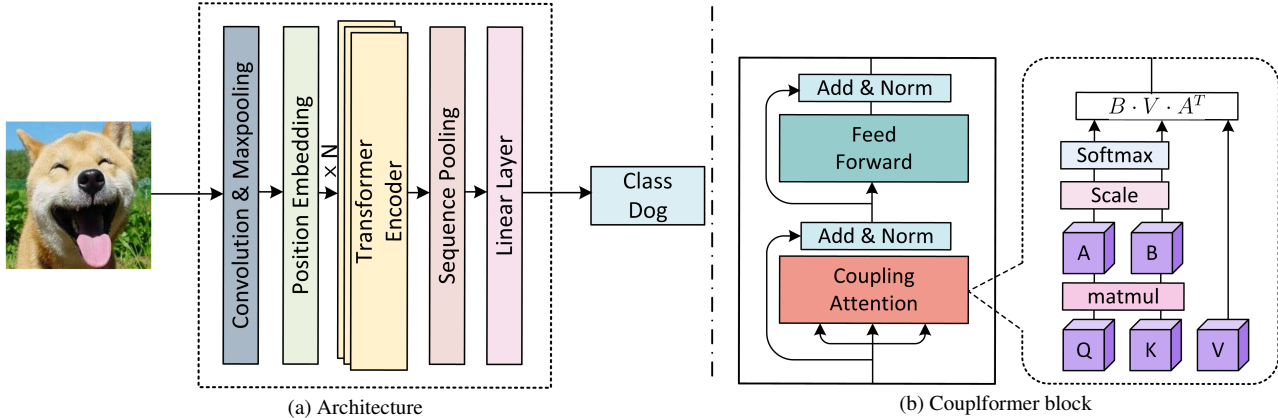 Convolution & Maxpooling
Position Embedding
× N
Transformer
Encoder
Sequence Pooling
Linear Layer
Class
Dog
(a) Architecture
Add & Norm
Feed
Forward
Add & Norm
Coupling
Attention
B · V · A^T
Softmax
Scale
A
B
matmul
Q
K
V
(b) Couplformer block